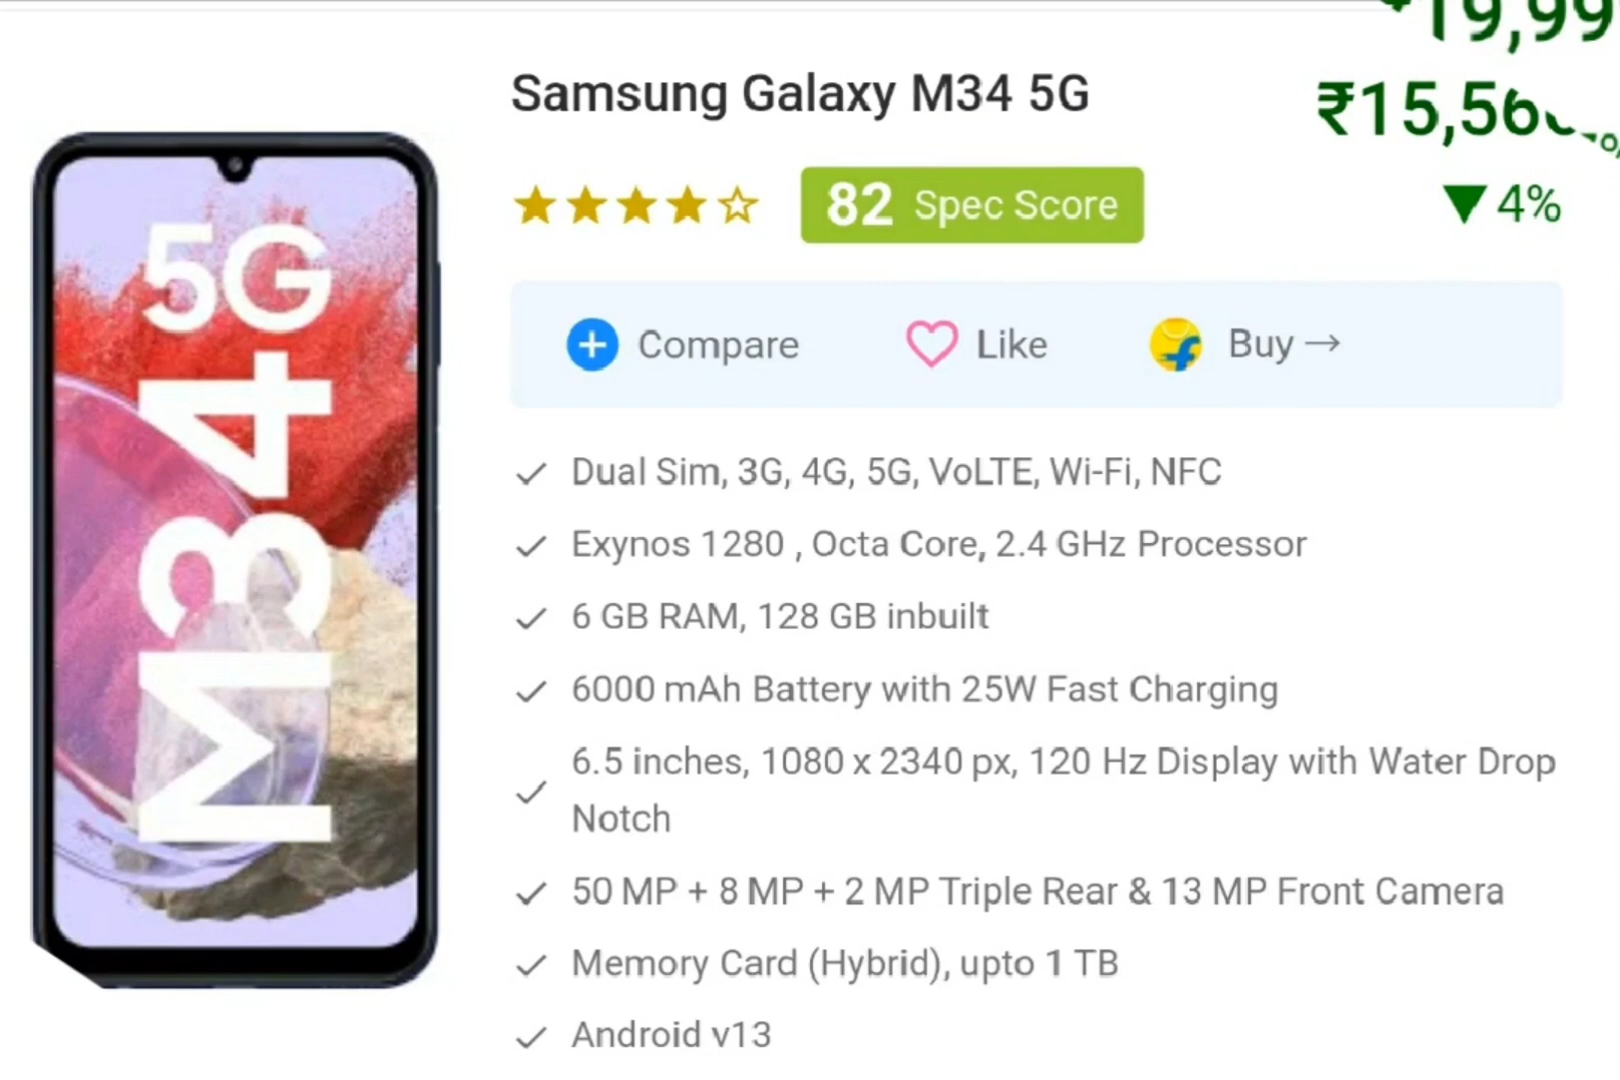 Samsung Galaxy M34 5G
82 Spec Score
4%
Compare
Like
Buy →
Dual Sim, 3G, 4G, 5G, VoLTE, Wi-Fi, NFC
Exynos 1280 , Octa Core, 2.4 GHz Processor
6 GB RAM, 128 GB inbuilt
6000 mAh Battery with 25W Fast Charging
6.5 inches, 1080 x 2340 px, 120 Hz Display with Water Drop
Notch
50 MP + 8 MP + 2 MP Triple Rear & 13 MP Front Camera
Memory Card (Hybrid), upto 1 TB
Android v13
M34 5G